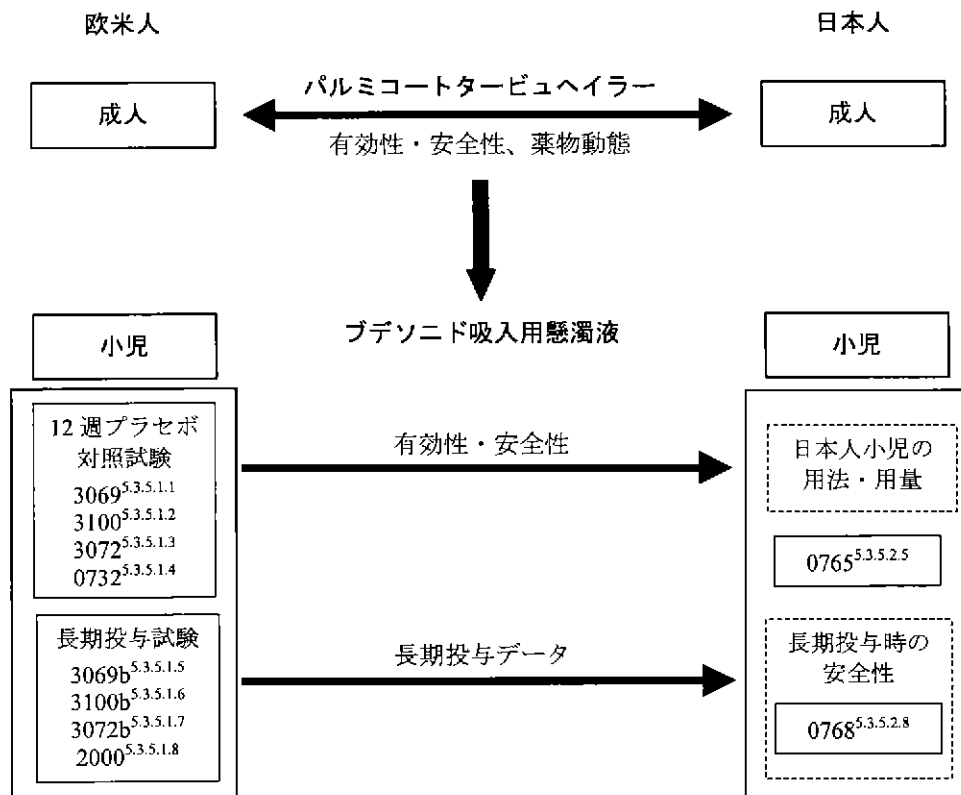 欧米人
日本人
成人
パルミコートタービュヘイラー
有効性・安全性、薬物動態
成人
ブデソニド吸入用懸濁液
小児
小児
12 週プラセボ
対照試験
3069 5.3.5.1.1
3100 5.3.5.1.2
3072 5.3.5.1.3
0732 5.3.5.1.4
有効性・安全性
日本人小児の
用法・用量
0765 5.3.5.2.5
長期投与試験
3069b 5.3.5.1.5
3100b 5.3.5.1.6
3072b 5.3.5.1.7
2000 5.3.5.1.8
長期投与データ
長期投与時の
安全性
0768 5.3.5.2.8